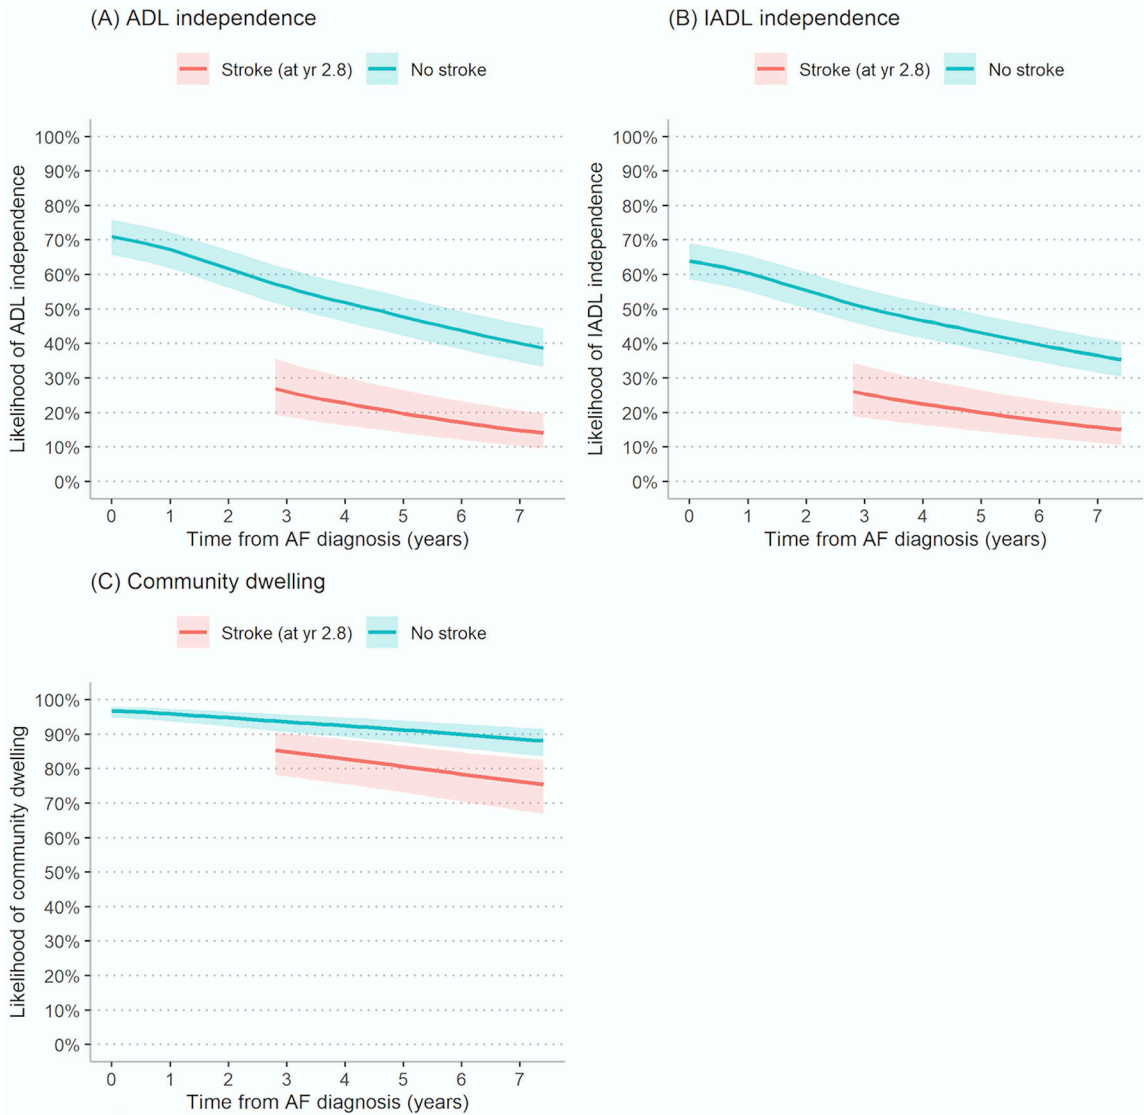 (A) ADL independence
Stroke (at yr 2.8) No stroke
Likelihood of ADL independence
100%
90%
80%
70%
60%
50%
40%
30%
20%
10%
0%
0 1 2 3 4 5 6 7
Time from AF diagnosis (years)
(B) IADL independence
Stroke (at yr 2.8) No stroke
Likelihood of IADL independence
100%
90%
80%
70%
60%
50%
40%
30%
20%
10%
0%
0 1 2 3 4 5 6 7
Time from AF diagnosis (years)
(C) Community dwelling
Stroke (at yr 2.8) No stroke
Likelihood of community dwelling
100%
90%
80%
70%
60%
50%
40%
30%
20%
10%
0%
0 1 2 3 4 5 6 7
Time from AF diagnosis (years)